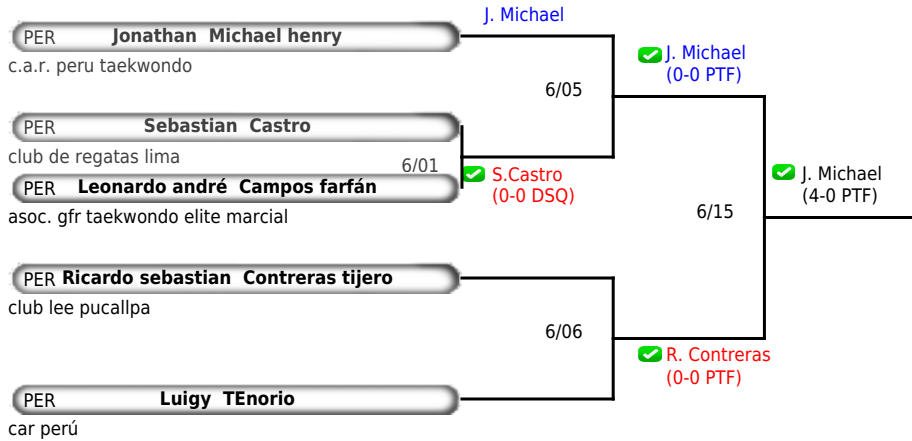 J. Michael
PER Jonathan Michael henry
c.a.r. peru taekwondo
J. Michael
(0-0 PTF)
6/05
PER Sebastian Castro
club de regatas lima
6/01
S.Castro
(0-0 DSQ)
PER Leonardo andré Campos farfán
asoc. gfr taekwondo elite marcial
J. Michael
(4-0 PTF)
6/15
PER Ricardo sebastian Contreras tijero
club lee pucallpa
6/06
R. Contreras
(0-0 PTF)
PER Luigy TEnorio
car perú